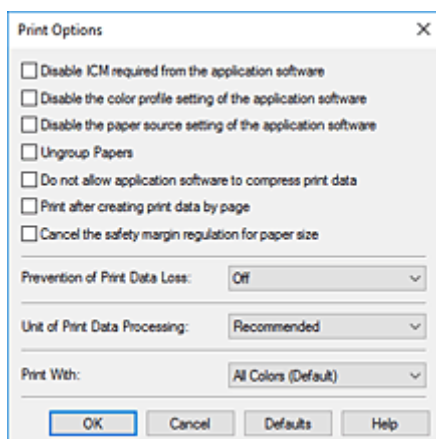 Print Options
Disable ICM required from the application software
Disable the color profile setting of the application software
Disable the paper source setting of the application software
Ungroup Papers
Do not allow application software to compress print data
Print after creating print data by page
Cancel the safety margin regulation for paper size
Prevention of Print Data Loss: Off
Unit of Print Data Processing: Recommended
Print With: All Colors (Default)
OK Cancel Defaults Help